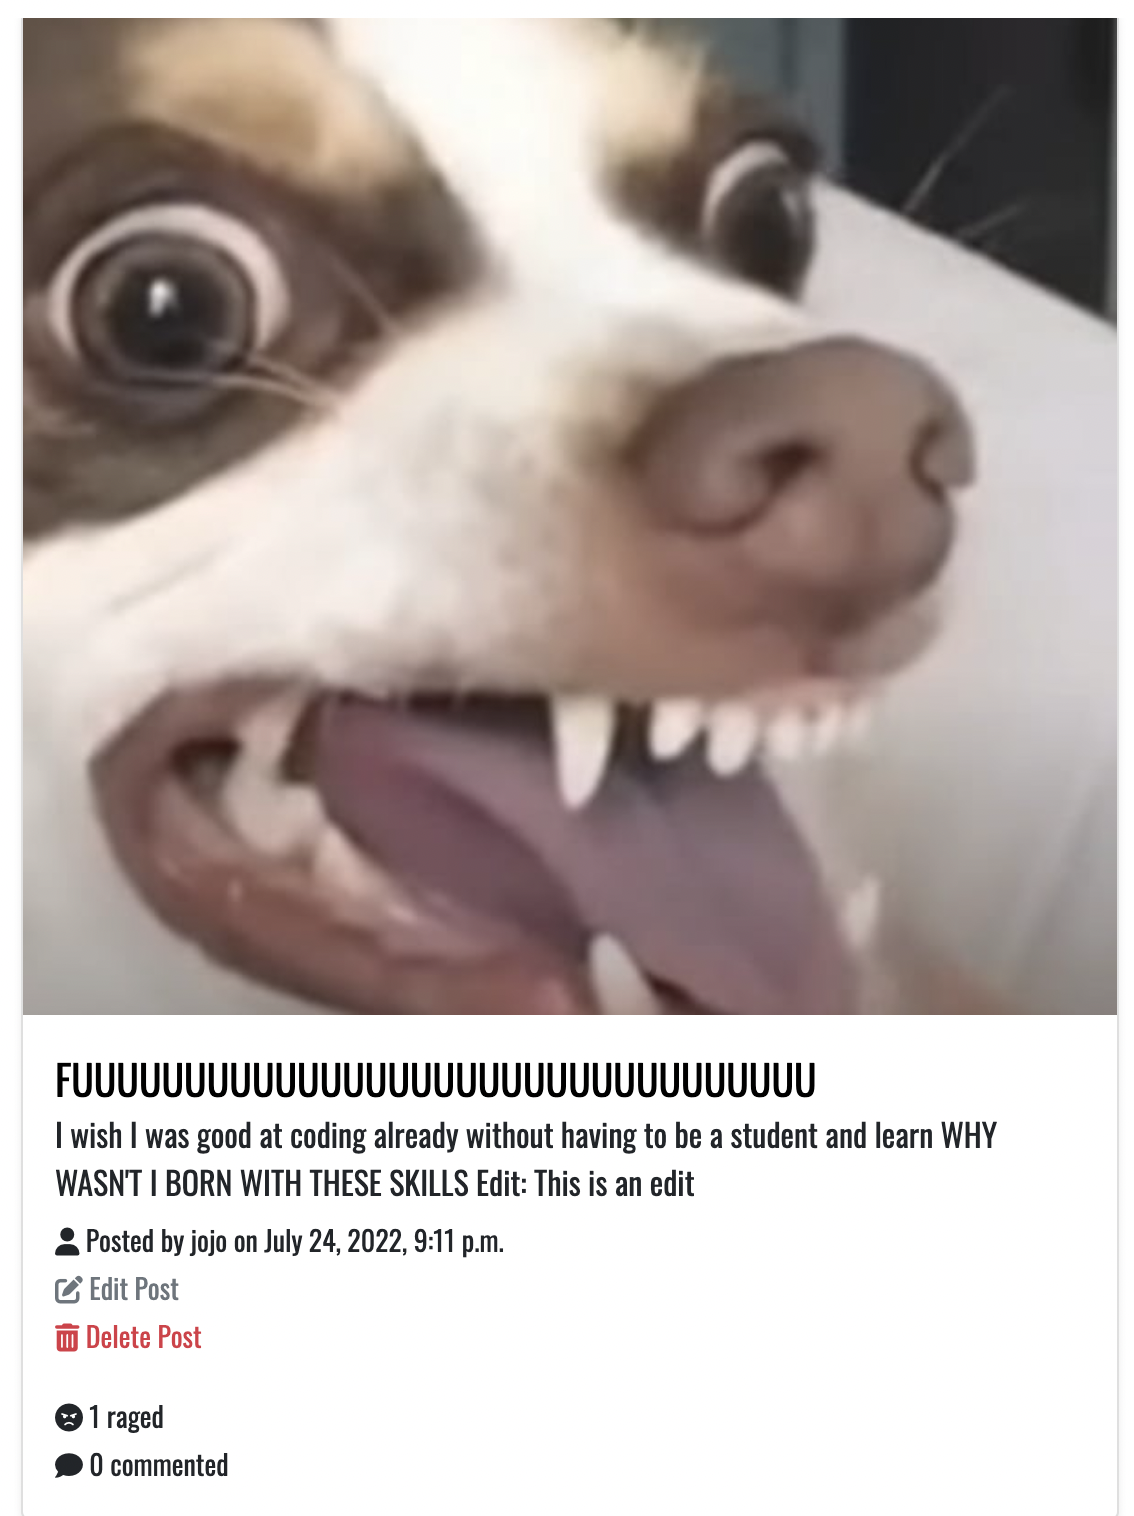 FUUUUUUUUUUUUUUUUUUUUUUUUUUUUUUUUU
I wish I was good at coding already without having to be a student and learn WHY
WASN'T I BORN WITH THESE SKILLS Edit: This is an edit
Posted by jojo on July 24, 2022, 9:11 p.m.
Edit Post
Delete Post
1 raged
0 commented